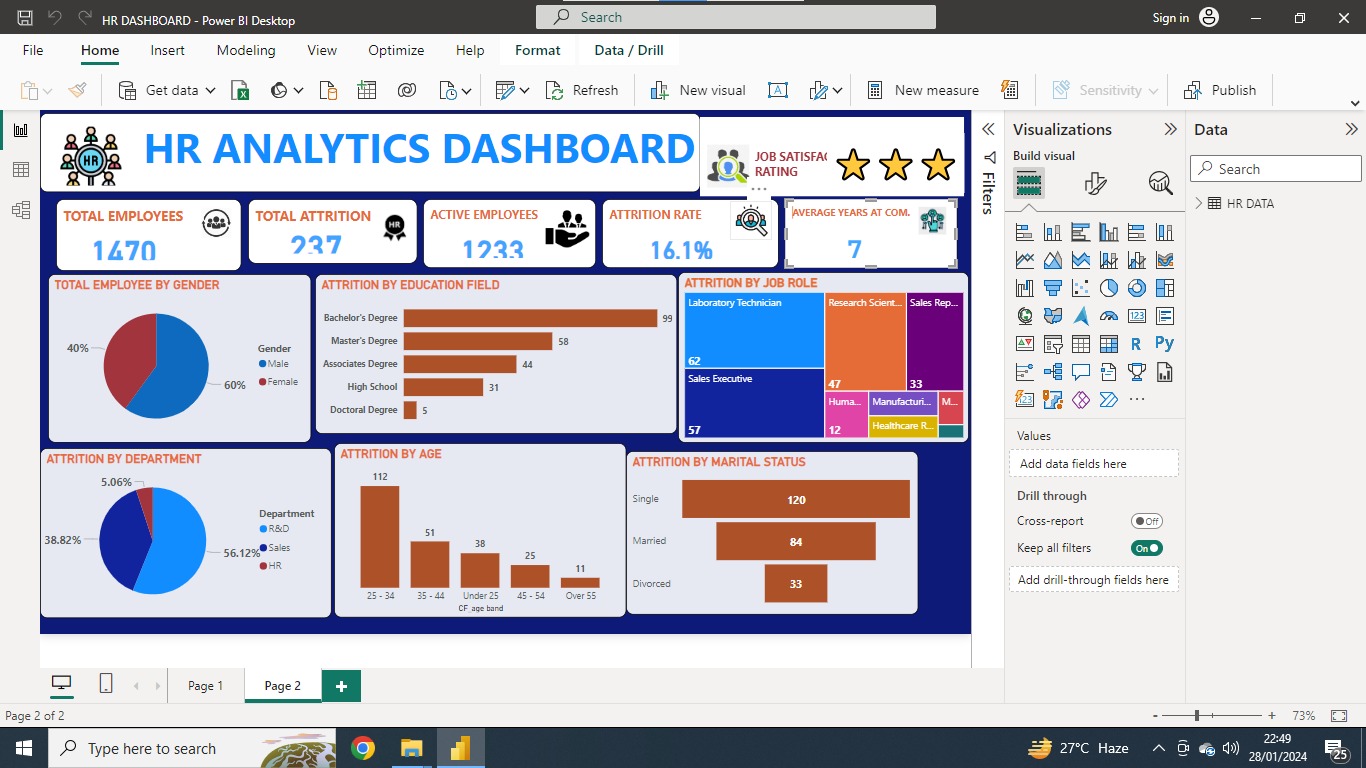 HR DASHBOARD - Power BI Desktop
Search
Sign in
File
Home
Insert
Modeling
View
Optimize
Help
Format
Data / Drill
Get data
Refresh
New visual
New measure
Sensitivity
Publish
HR
HR ANALYTICS DASHBOARD
JOB SATISFAC
RATING
TOTAL EMPLOYEES
1470
TOTAL ATTRITION
HR
237
ACTIVE EMPLOYEES
1233
ATTRITION RATE
16.1%
AVERAGE YEARS AT COM.
7
TOTAL EMPLOYEE BY GENDER
40%
60%
Gender
Male
Female
ATTRITION BY EDUCATION FIELD
Bachelor's Degree 99
Master's Degree 58
Associates Degree 44
High School 31
Doctoral Degree 5
ATTRITION BY JOB ROLE
Laboratory Technician
62
Sales Executive
57
Research Scient...
47
Sales Rep...
33
Huma...
12
Manufacturi...
Healthcare R...
M...
ATTRITION BY DEPARTMENT
5.06%
38.82%
56.12%
Department
R&D
Sales
HR
ATTRITION BY AGE
112
51
38
25
11
25 - 34
35 - 44
Under 25
45 - 54
Over 55
CF_age band
ATTRITION BY MARITAL STATUS
Single 120
Married 84
Divorced 33
Filters
Visualizations
Build visual
123
R
Py
123
Values
Add data fields here
Drill through
Cross-report
Off
Keep all filters
On
Add drill-through fields here
Data
Search
HR DATA
Page 1
Page 2
Page 2 of 2
73%
Type here to search
27°C Haze
22:49
28/01/2024
25